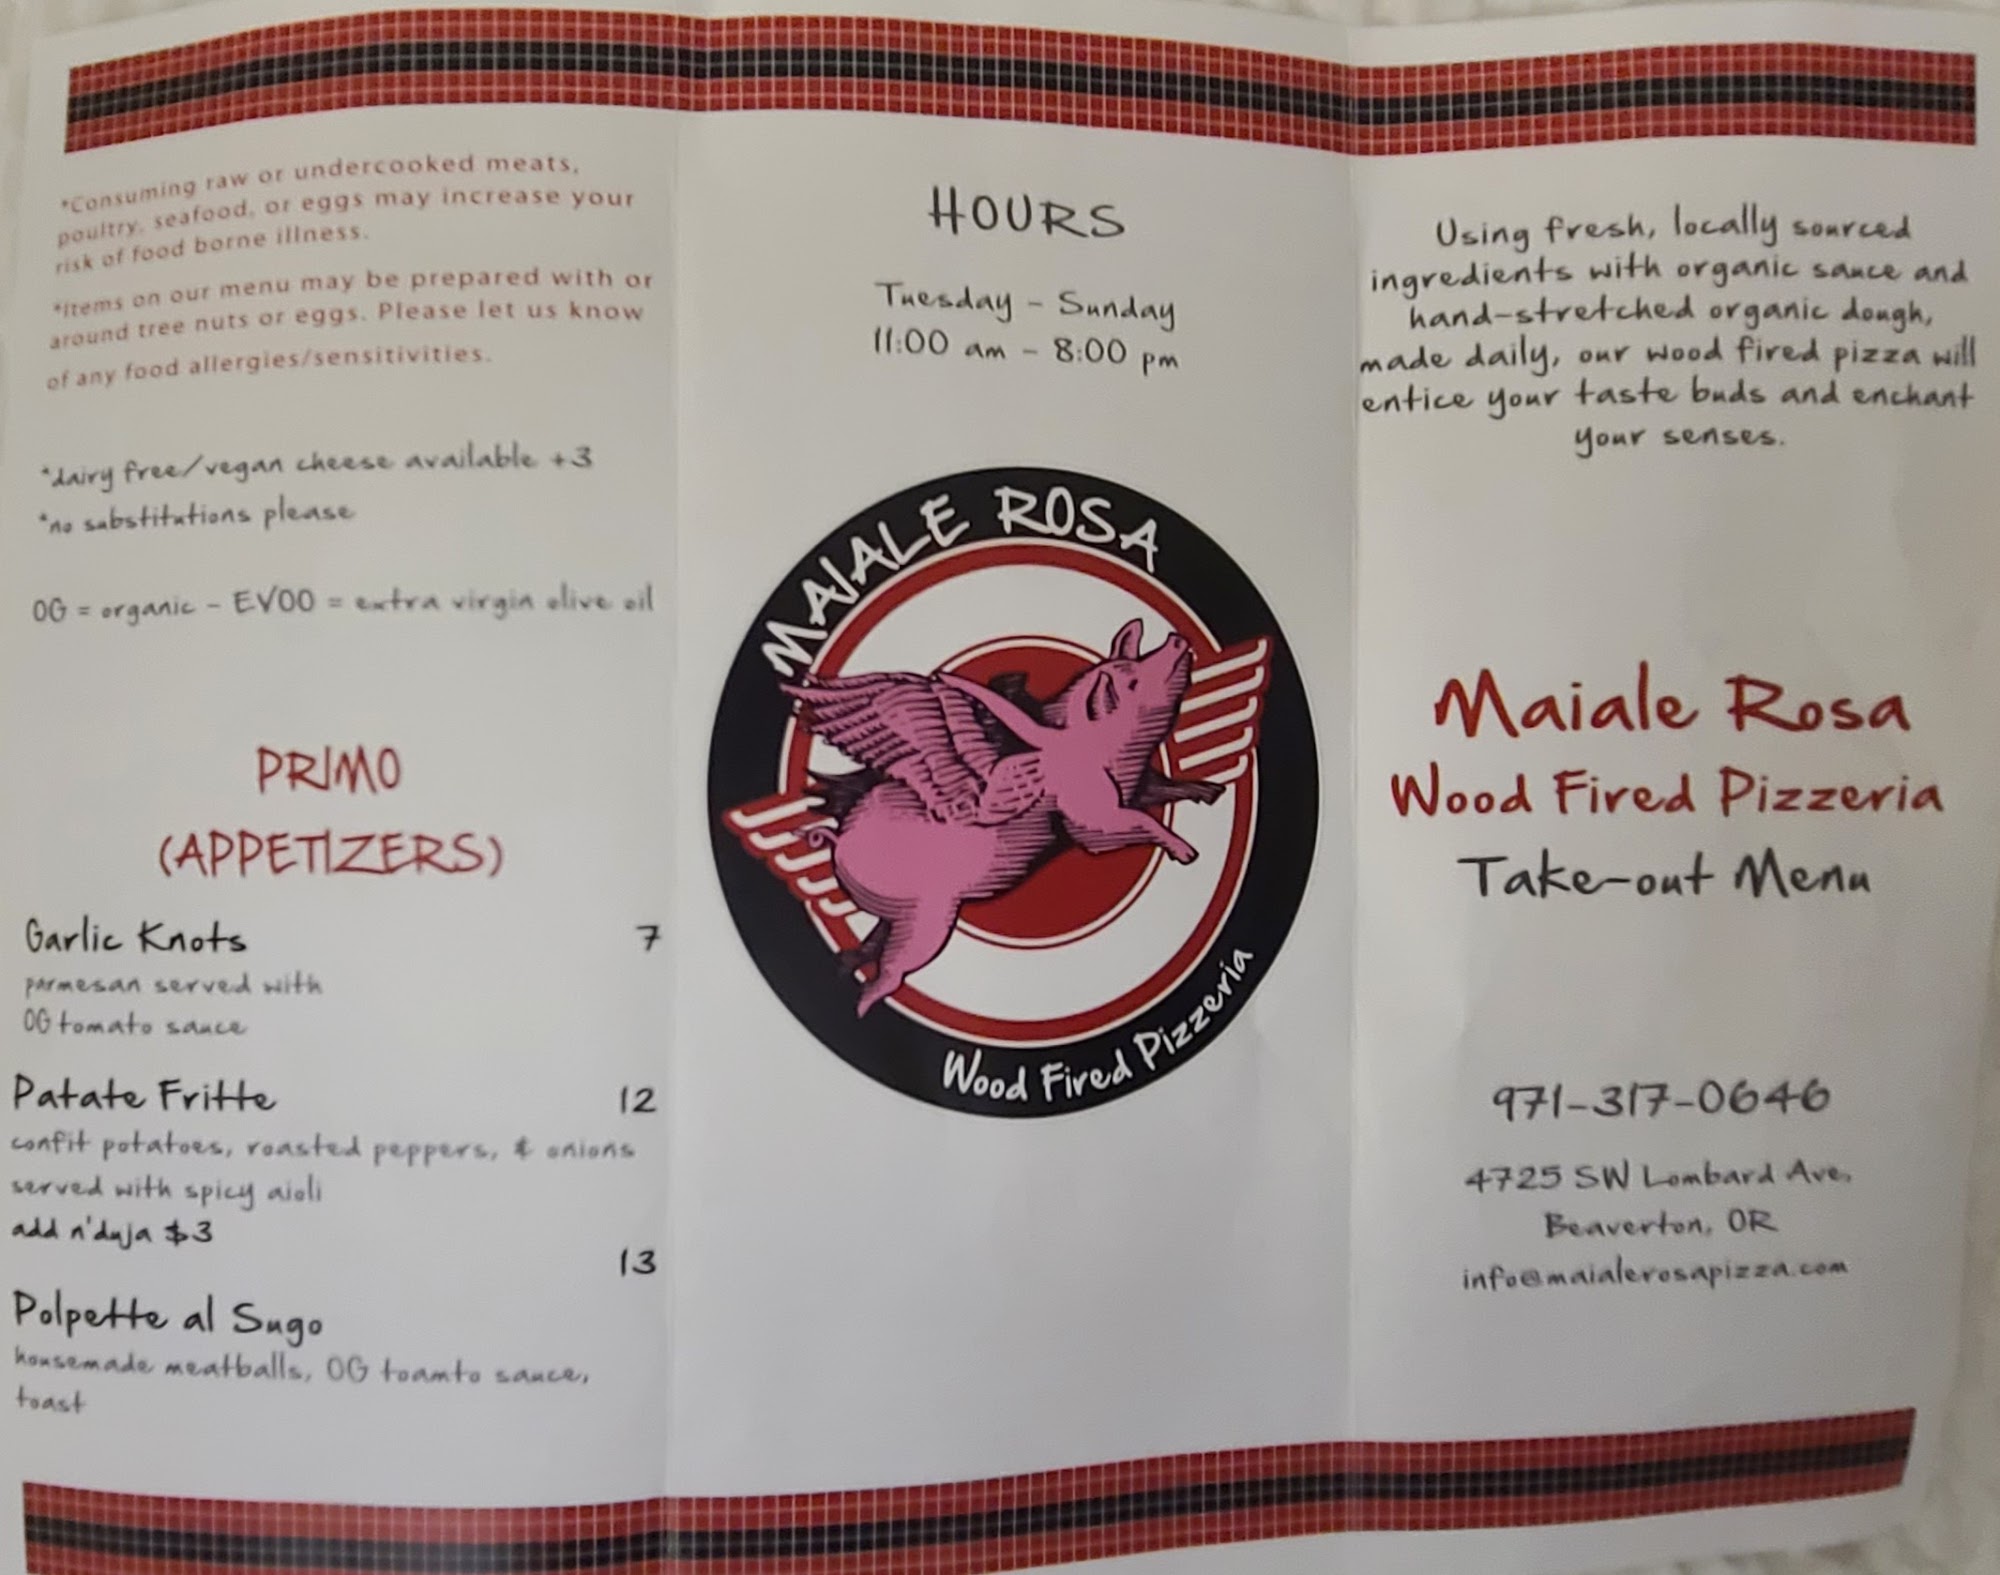 *Consuming raw or undercooked meats,
poultry, seafood, or eggs may increase your
risk of food borne illness.
*Items on our menu may be prepared with or
around tree nuts or eggs. Please let us know
of any food allergies/sensitivities.
*dairy free/vegan cheese available +3
*no substitutions please
OG = organic - EVOO = extra virgin olive oil
PRIMO
(APPETIZERS)
Garlic Knots 7
parmesan served with
OG tomato sauce
Patate Fritte 12
confit potatoes, roasted peppers, & onions
served with spicy aioli
add n'duja $3
13
Polpette al Sugo
housemade meatballs, OG toamto sauce,
toast
HOURS
Tuesday - Sunday
11:00 am - 8:00 pm
MAIALE ROSA
Wood Fired Pizzeria
Using fresh, locally sourced
ingredients with organic sauce and
hand-stretched organic dough,
made daily, our wood fired pizza will
entice your taste buds and enchant
your senses.
Maiale Rosa
Wood Fired Pizzeria
Take-out Menu
971-317-0646
4725 SW Lombard Ave,
Beaverton, OR
info@maialerosapizza.com